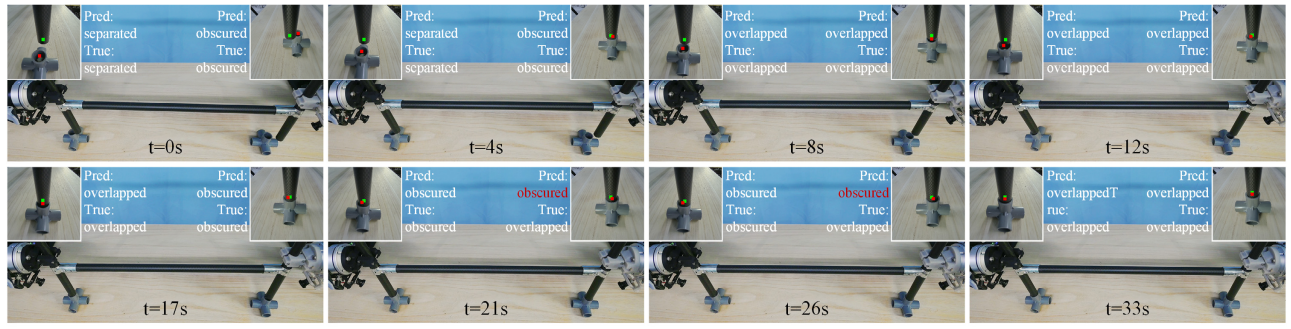 Pred: Pred:
separated obscured
True: True:
separated obscured
t=0s
Pred: Pred:
separated obscured
True: True:
separated obscured
t=4s
Pred: Pred:
overlapped overlapped
True: True:
overlapped overlapped
t=8s
Pred: Pred:
overlapped overlapped
True: True:
overlapped overlapped
t=12s
Pred: Pred:
overlapped obscured
True: True:
overlapped obscured
t=17s
Pred: Pred:
obscured obscured
True: True:
obscured overlapped
t=21s
Pred: Pred:
obscured obscured
True: True:
obscured overlapped
t=26s
Pred: Pred:
overlappedT overlapped
rue: True:
overlapped overlapped
t=33s